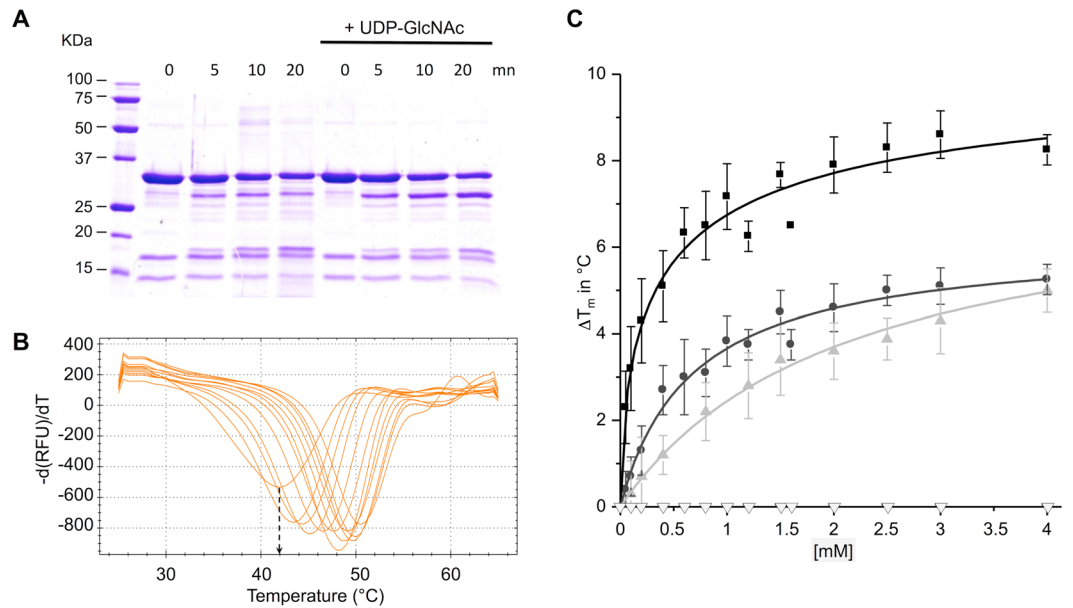 A
+ UDP-GlcNAc
KDa
0 5 10 20 0 5 10 20 mn
100
75
50
37
25
20
15
B
400
200
0
-200
-400
-600
-800
-d(RFU)/dT
30 40 50 60
Temperature (°C)
C
10
8
6
4
2
0
ΔTm in °C
0 0.5 1 1.5 2 2.5 3 3.5 4
[mM]